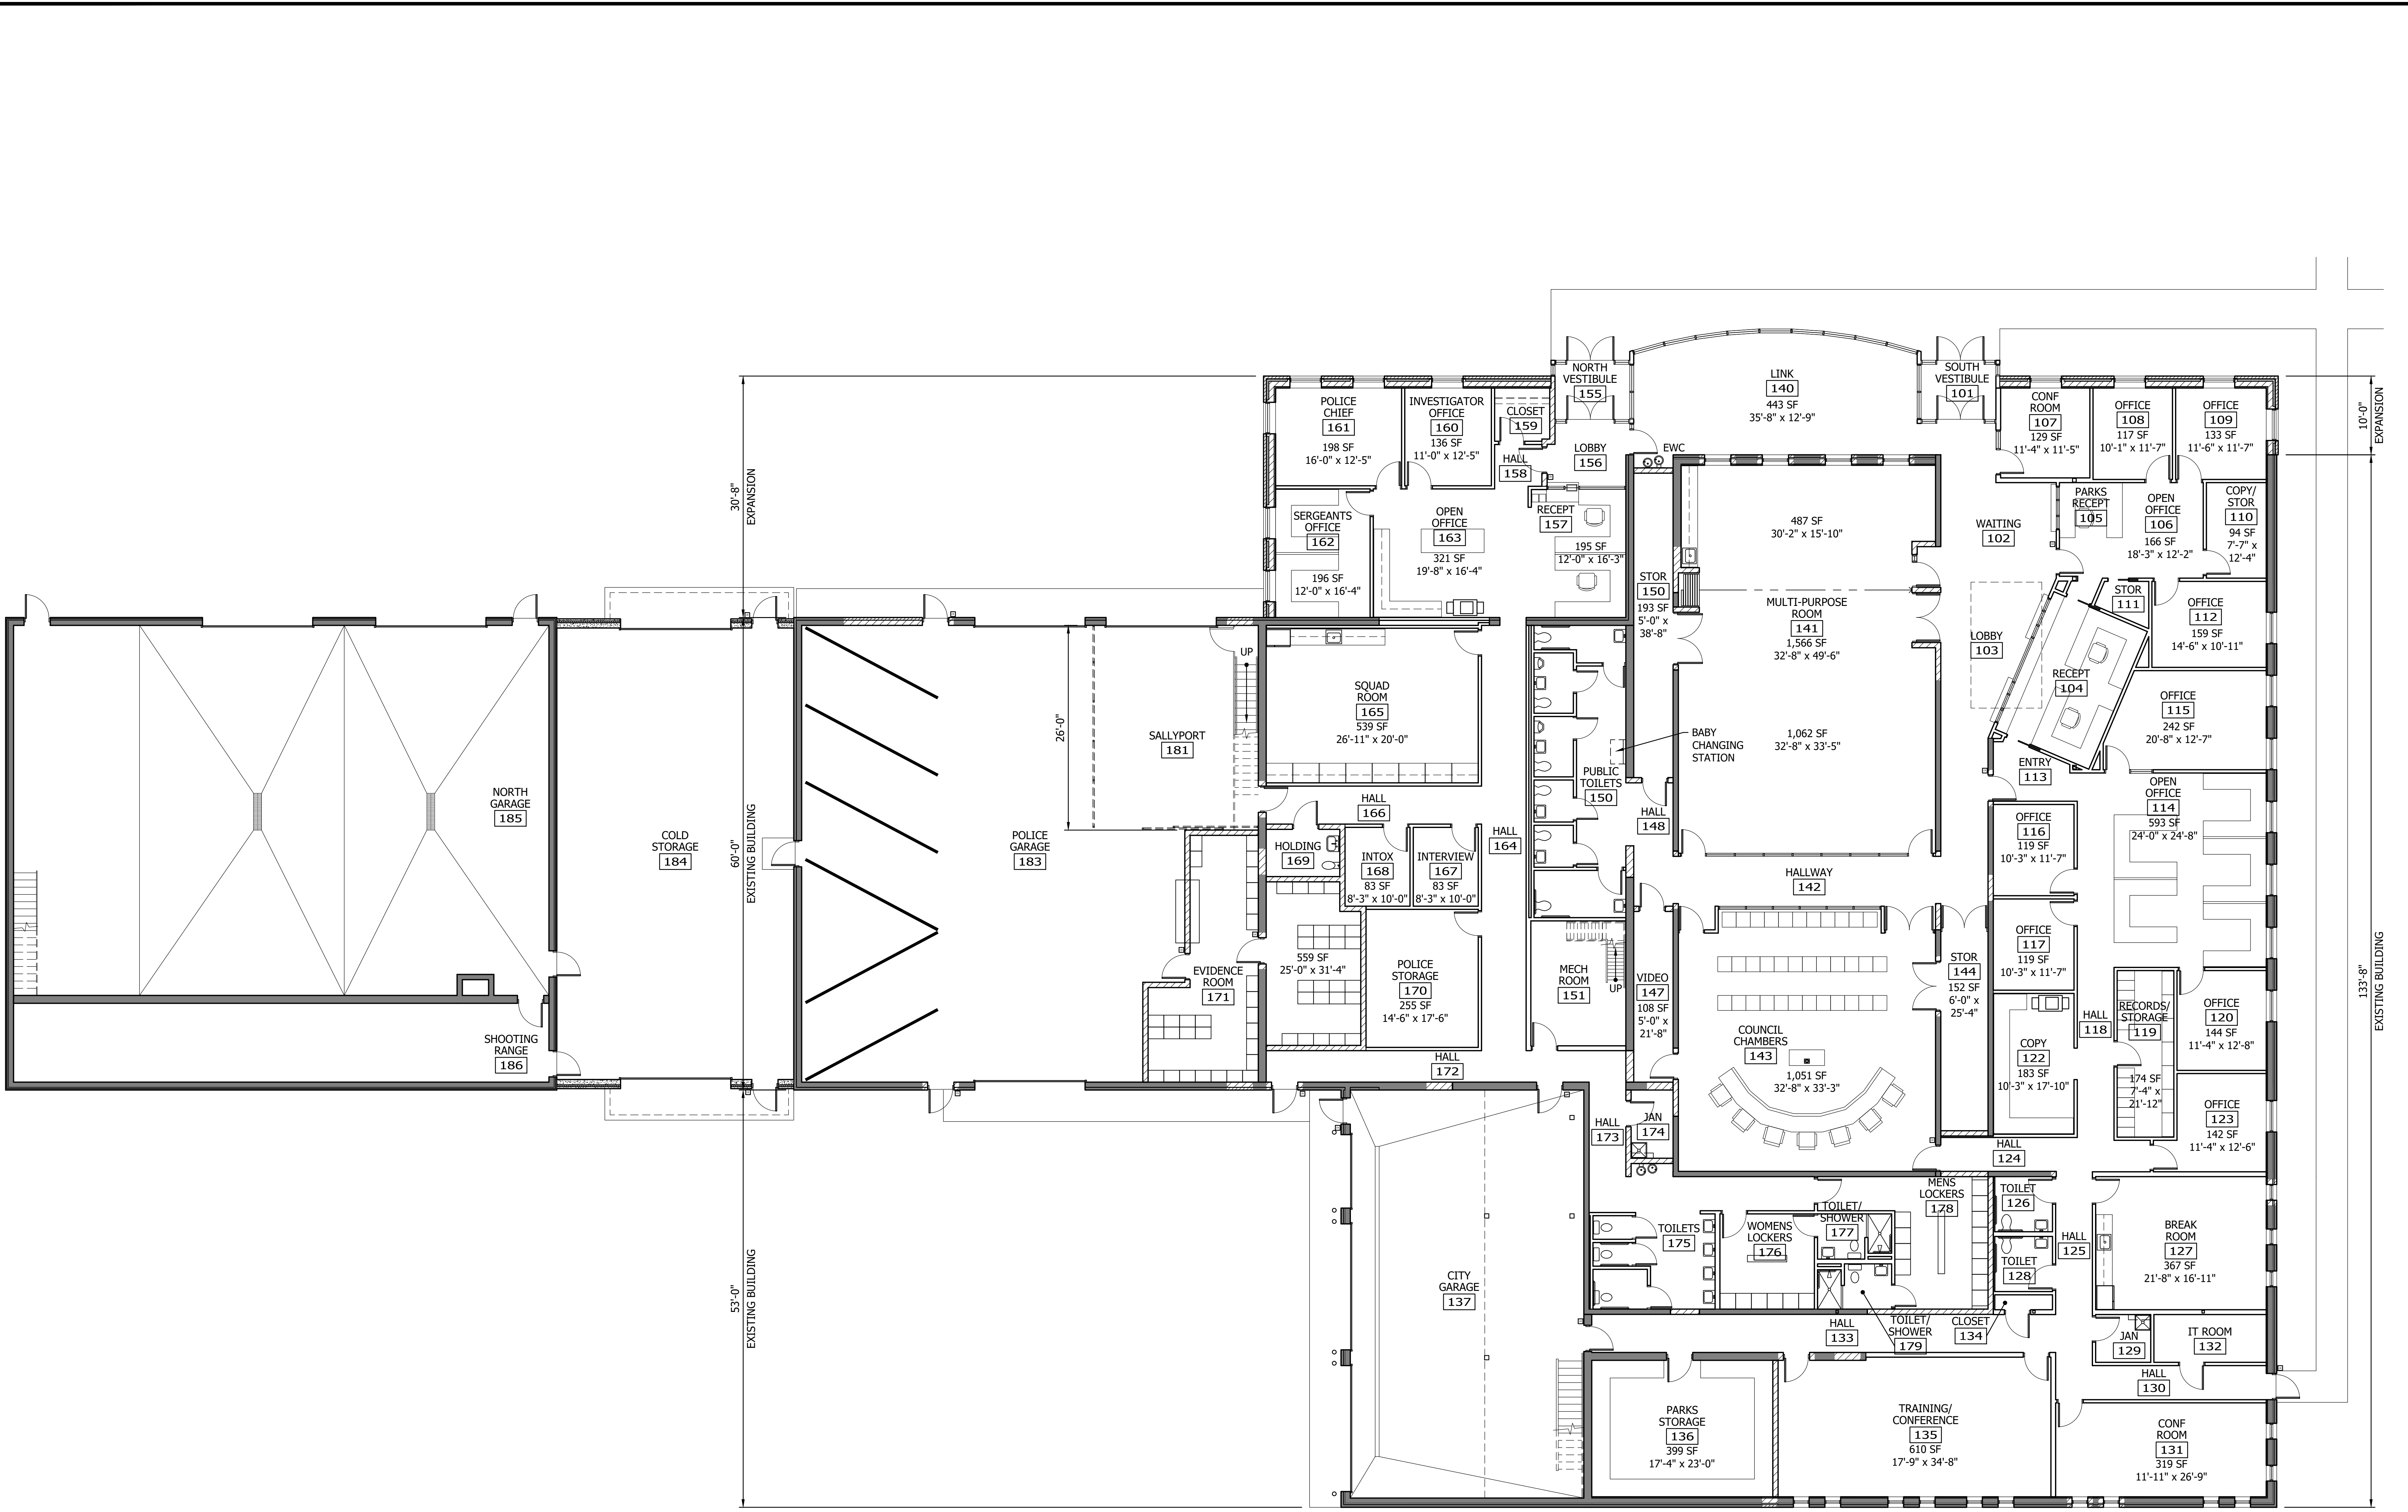 NORTH
VESTIBULE
155
LINK
140
443 SF
35'-8" x 12'-9"
SOUTH
VESTIBULE
101
POLICE
CHIEF
161
198 SF
16'-0" x 12'-5"
INVESTIGATOR
OFFICE
160
136 SF
11'-0" x 12'-5"
CLOSET
159
HALL
158
LOBBY
156
EWC
CONF
ROOM
107
129 SF
11'-4" x 11'-5"
OFFICE
108
117 SF
10'-1" x 11'-7"
OFFICE
109
133 SF
11'-6" x 11'-7"
10'-0"
EXPANSION
30'-8"
EXPANSION
SERGEANTS
OFFICE
162
196 SF
12'-0" x 16'-4"
OPEN
OFFICE
163
321 SF
19'-8" x 16'-4"
RECEPT
157
195 SF
12'-0" x 16'-3"
STOR
150
193 SF
5'-0" x
38'-8"
487 SF
30'-2" x 15'-10"
MULTI-PURPOSE
ROOM
141
1,566 SF
32'-8" x 49'-6"
1,062 SF
32'-8" x 33'-5"
WAITING
102
PARKS
RECEPT
105
OPEN
OFFICE
106
166 SF
18'-3" x 12'-2"
COPY/
STOR
110
94 SF
7'-7" x
12'-4"
STOR
111
OFFICE
112
159 SF
14'-6" x 10'-11"
LOBBY
103
RECEPT
104
OFFICE
115
242 SF
20'-8" x 12'-7"
ENTRY
113
OPEN
OFFICE
114
593 SF
24'-0" x 24'-8"
UP
26'-0"
SALLYPORT
181
SQUAD
ROOM
165
539 SF
26'-11" x 20'-0"
BABY
CHANGING
STATION
PUBLIC
TOILETS
150
HALL
148
HALL
166
HALL
164
NORTH
GARAGE
185
COLD
STORAGE
184
60'-0"
EXISTING BUILDING
POLICE
GARAGE
183
HOLDING
169
INTOX
168
83 SF
8'-3" x 10'-0"
INTERVIEW
167
83 SF
8'-3" x 10'-0"
HALLWAY
142
OFFICE
116
119 SF
10'-3" x 11'-7"
OFFICE
117
119 SF
10'-3" x 11'-7"
EVIDENCE
ROOM
171
559 SF
25'-0" x 31'-4"
POLICE
STORAGE
170
255 SF
14'-6" x 17'-6"
MECH
ROOM
151
UP
VIDEO
147
108 SF
5'-0" x
21'-8"
STOR
144
152 SF
6'-0" x
25'-4"
COUNCIL
CHAMBERS
143
1,051 SF
32'-8" x 33'-3"
COPY
122
183 SF
10'-3" x 17'-10"
HALL
118
RECORDS/
STORAGE
119
174 SF
7'-4" x
21'-12"
OFFICE
120
144 SF
11'-4" x 12'-8"
OFFICE
123
142 SF
11'-4" x 12'-6"
133'-8"
EXISTING BUILDING
SHOOTING
RANGE
186
HALL
172
HALL
173
JAN
174
HALL
124
53'-0"
EXISTING BUILDING
CITY
GARAGE
137
TOILETS
175
WOMENS
LOCKERS
176
TOILET/
SHOWER
177
MENS
LOCKERS
178
TOILET
126
TOILET
128
HALL
125
BREAK
ROOM
127
367 SF
21'-8" x 16'-11"
HALL
133
TOILET/
SHOWER
179
CLOSET
134
JAN
129
IT ROOM
132
HALL
130
PARKS
STORAGE
136
399 SF
17'-4" x 23'-0"
TRAINING/
CONFERENCE
135
610 SF
17'-9" x 34'-8"
CONF
ROOM
131
319 SF
11'-11" x 26'-9"